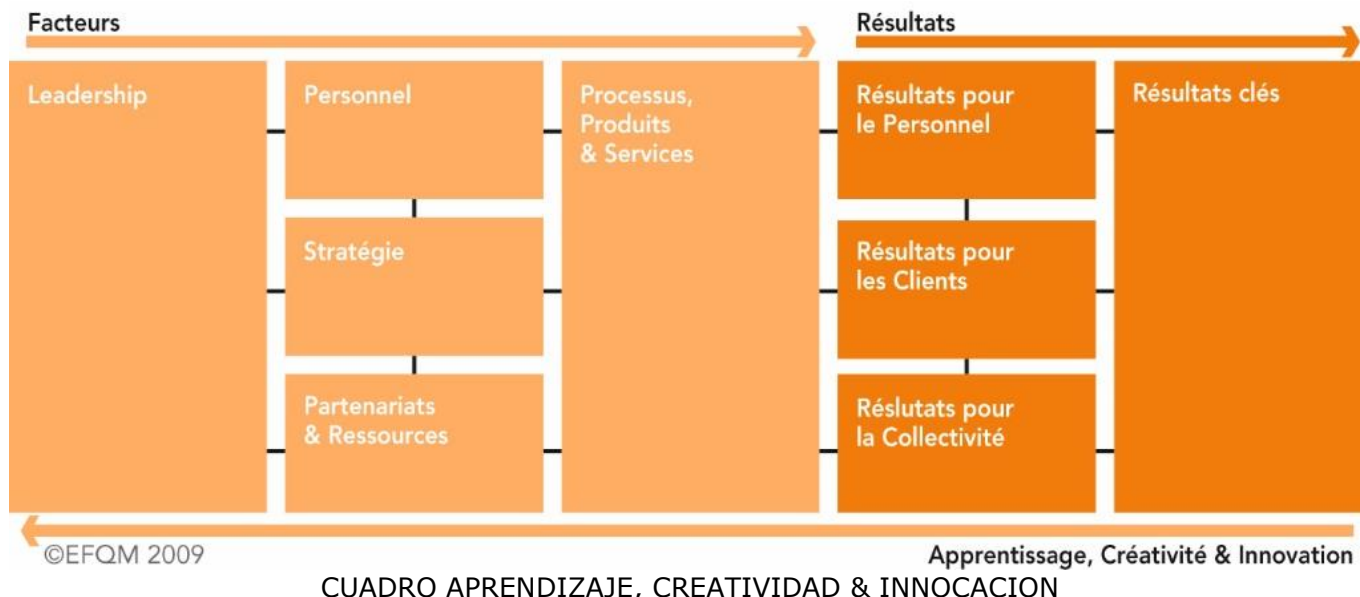 Facteurs
Résultats
Leadership
Personnel
Processus,
Produits
& Services
Résultats pour
le Personnel
Résultats clés
Stratégie
Résultats pour
les Clients
Partenariats
& Ressources
Réslutats pour
la Collectivité
©EFQM 2009
Apprentissage, Créativité & Innovation
CUADRO APRENDIZAJE, CREATIVIDAD & INNOCACION